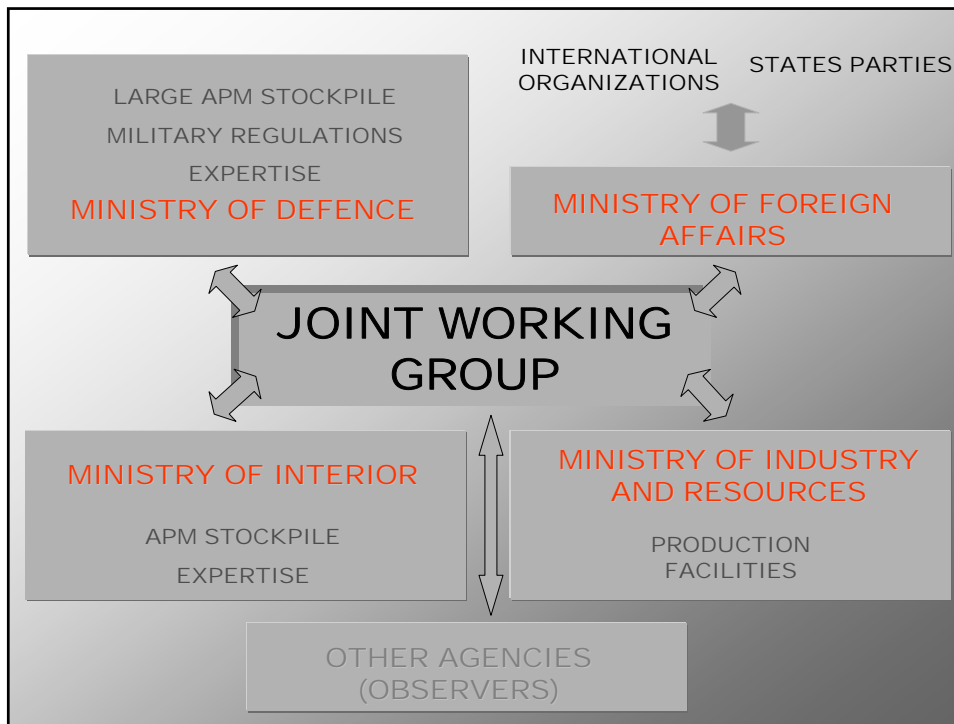 LARGE APM STOCKPILE
MILITARY REGULATIONS
EXPERTISE
MINISTRY OF DEFENCE
INTERNATIONAL
ORGANIZATIONS
STATES PARTIES
MINISTRY OF FOREIGN
AFFAIRS
JOINT WORKING
GROUP
MINISTRY OF INTERIOR
APM STOCKPILE
EXPERTISE
MINISTRY OF INDUSTRY
AND RESOURCES
PRODUCTION
FACILITIES
OTHER AGENCIES
(OBSERVERS)